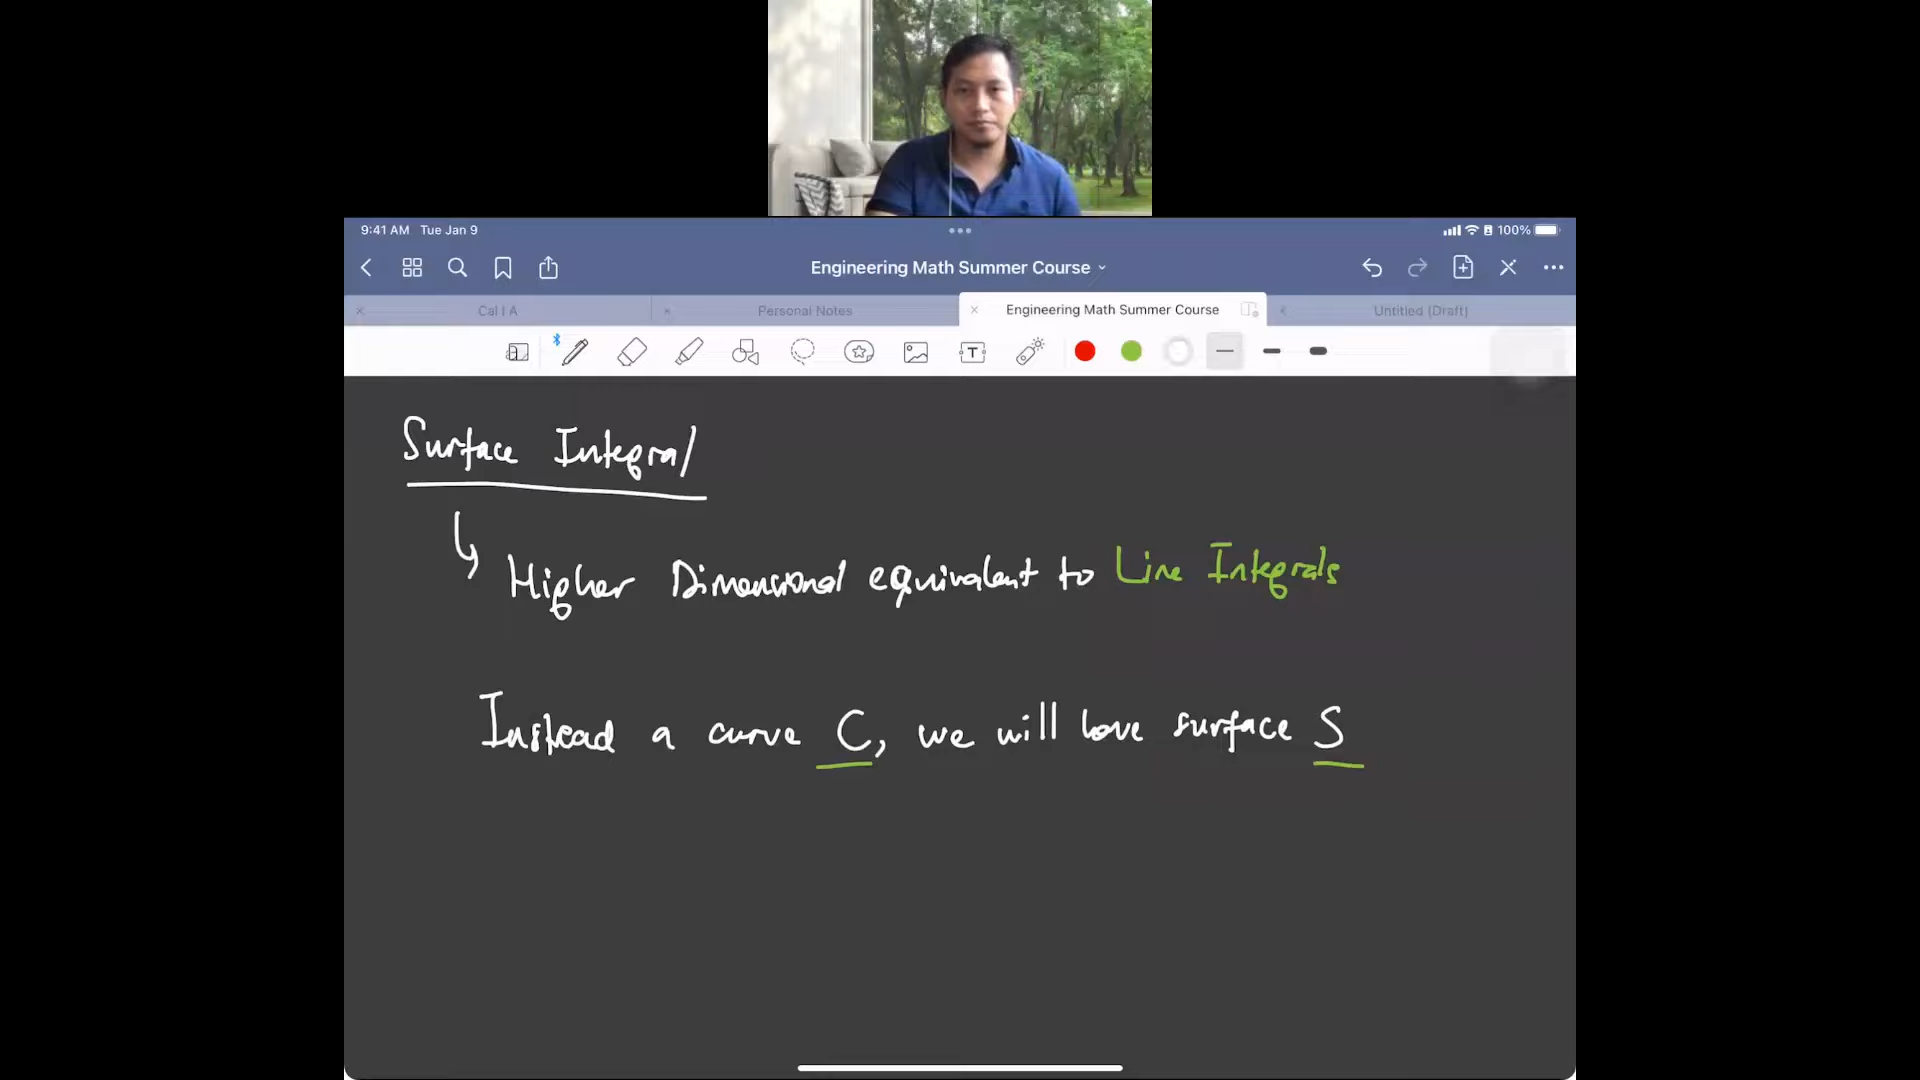 9:41 AM Tue Jan 9
100%
Engineering Math Summer Course
Cal I A
Personal Notes
Engineering Math Summer Course
Untitled (Draft)
T
Surface Integral
Higher Dimensional equivalent to Line Integrals
Instead a curve C, we will have surface S